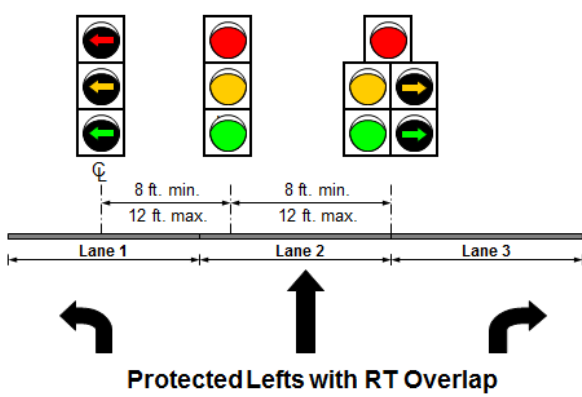 ℄
8 ft. min. 8 ft. min.
12 ft. max. 12 ft. max.
Lane 1 Lane 2 Lane 3
Protected Lefts with RT Overlap